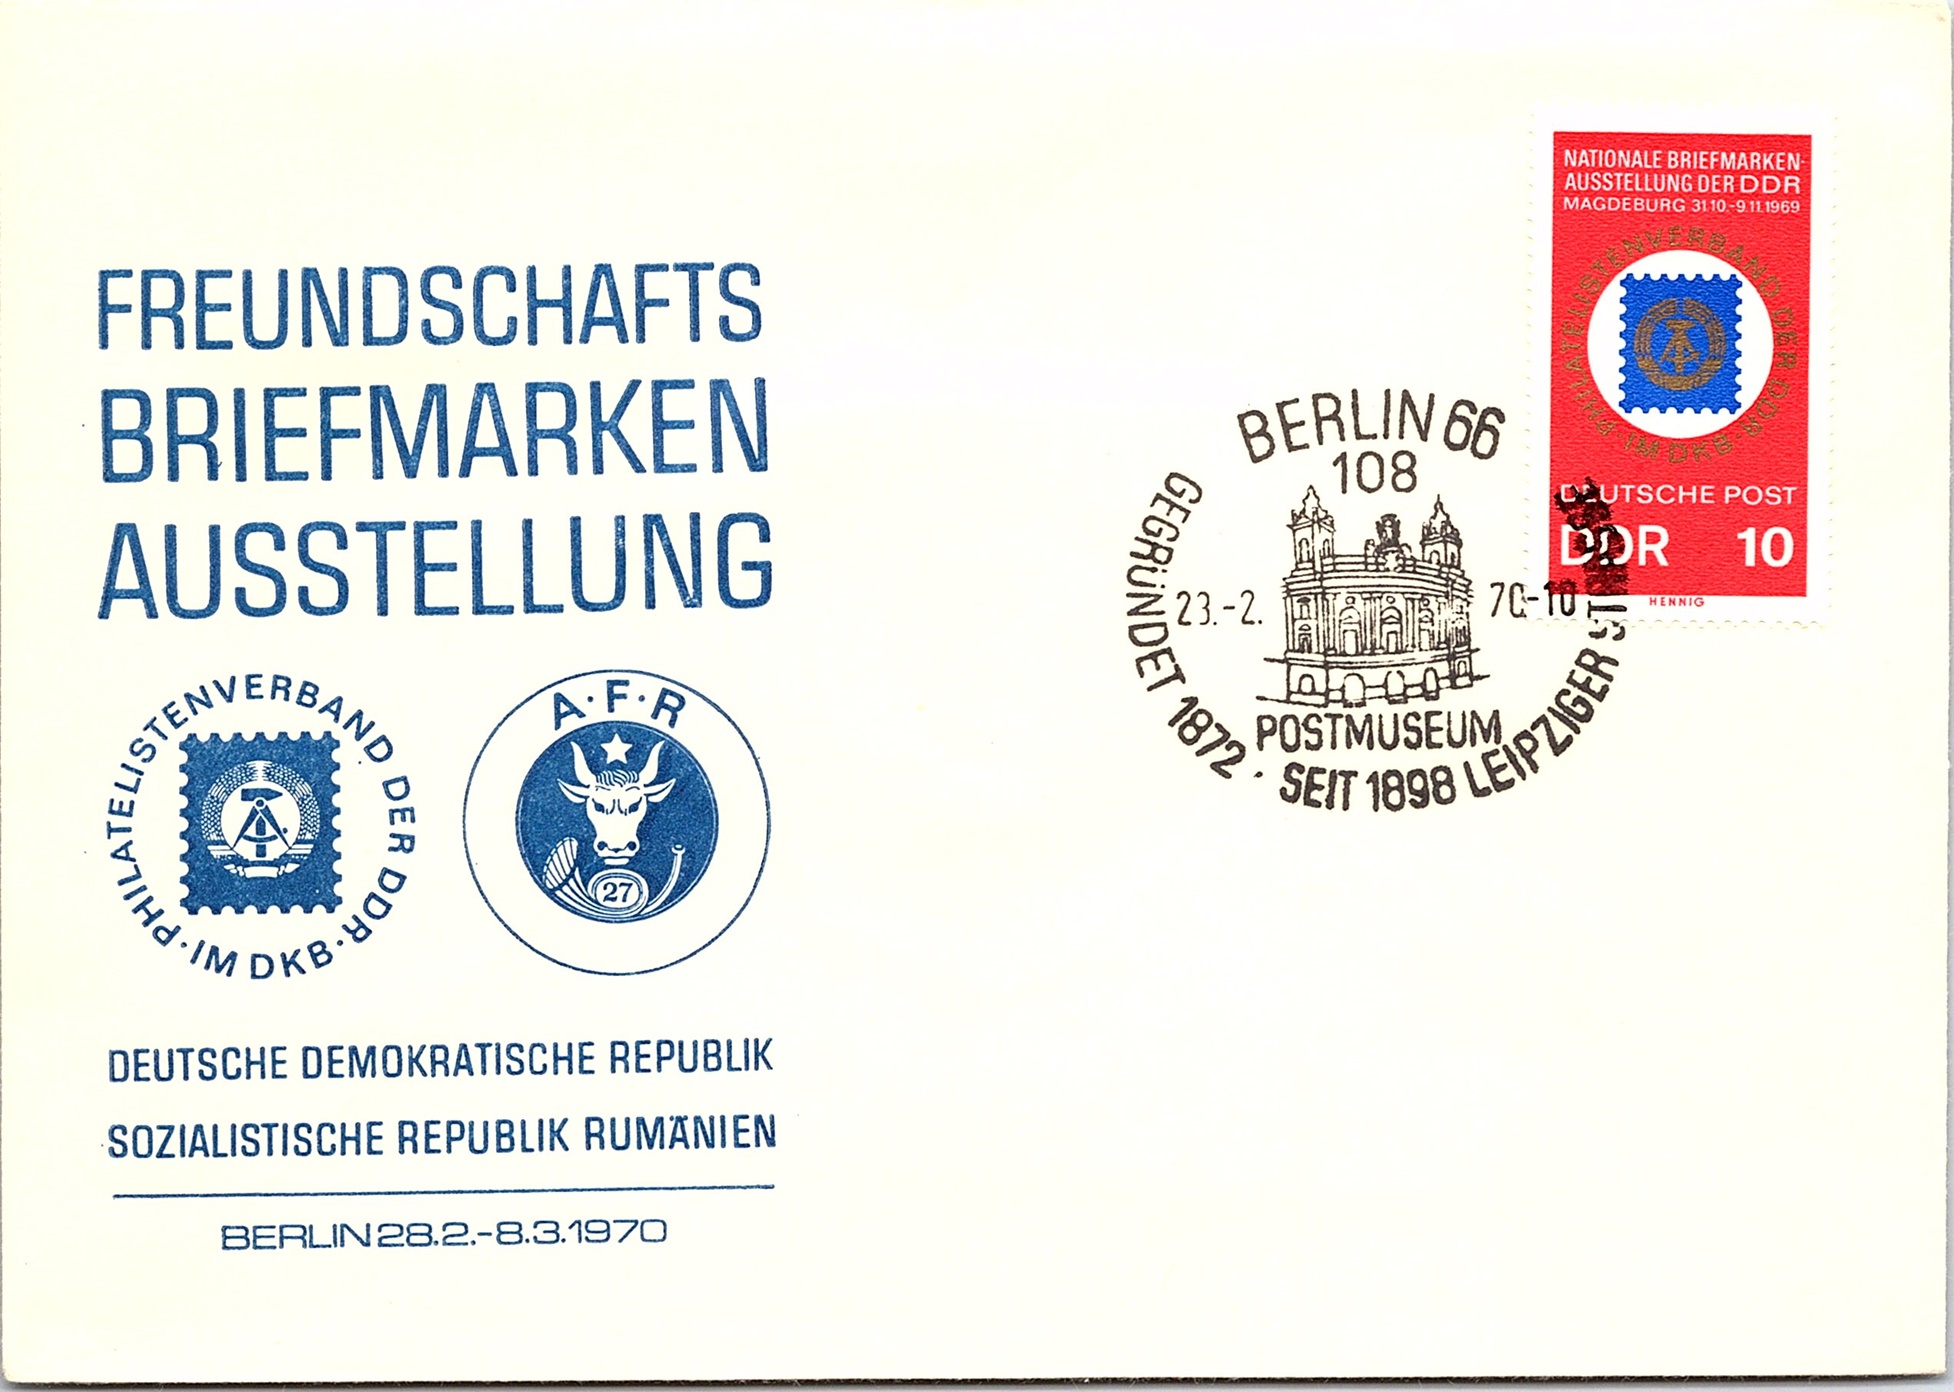 FREUNDSCHAFTS
BRIEFMARKEN
AUSSTELLUNG
PHILATELISTENVERBAND DER DDR · IM DKB ·
A·F·R
27
DEUTSCHE DEMOKRATISCHE REPUBLIK
SOZIALISTISCHE REPUBLIK RUMÄNIEN
BERLIN 28.2.-8.3.1970
NATIONALE BRIEFMARKEN-
AUSSTELLUNG DER DDR
MAGDEBURG 31.10.-9.11.1969
PHILATELISTENVERBAND DER DDR · IM DKB ·
DEUTSCHE POST
DDR 10
HENNIG
BERLIN 66
108
23.-2. 70-10
POSTMUSEUM
GEGRÜNDET 1872 · SEIT 1898 LEIPZIGER